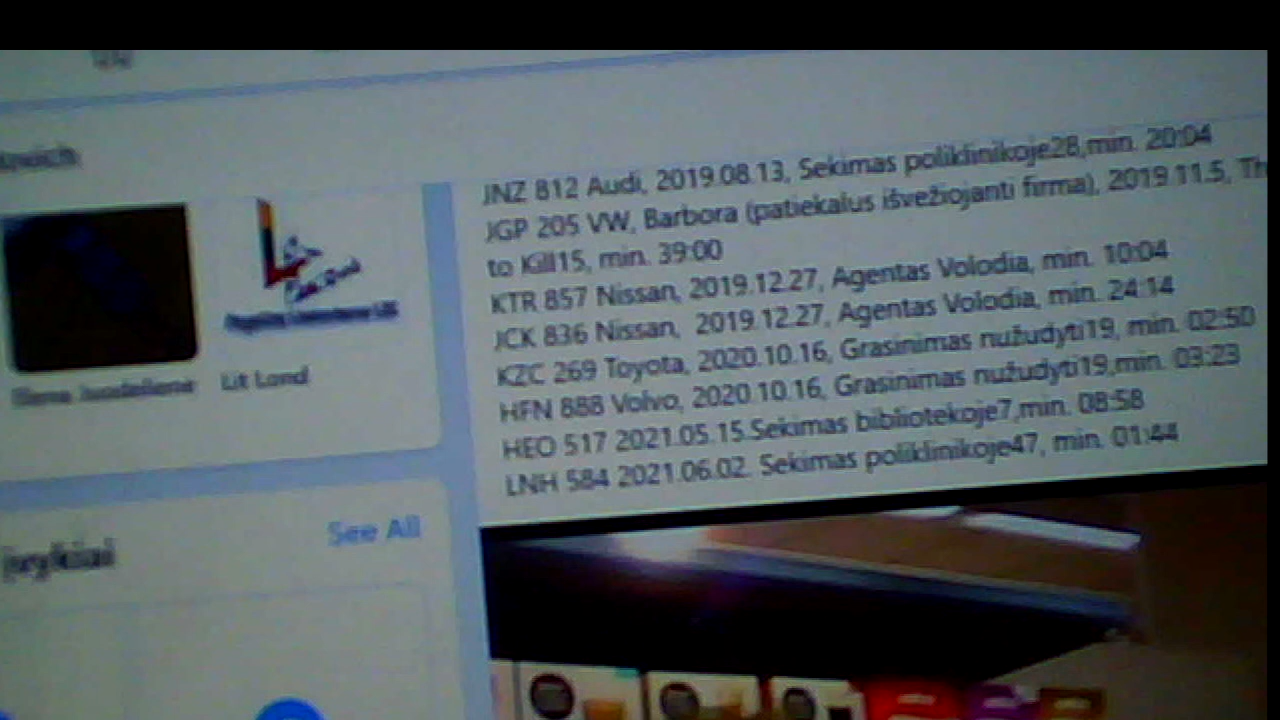 JNZ 812 Audi, 2019.08.13, Sekimas poliklinikoje28,min. 20:04
JGP 205 VW, Barbora (patiekalus išvežiojanti firma), 2019.11.5, Th
to Kill15, min. 39:00
KTR 857 Nissan, 2019.12.27, Agentas Volodia, min. 10:04
JCK 836 Nissan, 2019.12.27, Agentas Volodia, min. 24:14
KZC 269 Toyota, 2020.10.16, Grasinimas nužudyti19, min. 02:50
HFN 888 Volvo, 2020.10.16, Grasinimas nužudyti19,min. 03:23
HEO 517 2021.05.15.Sekimas bibliotekoje7,min. 08:58
LNH 584 2021.06.02. Sekimas poliklinikoje47, min. 01:44
Lit Lond
See All
įvykiai